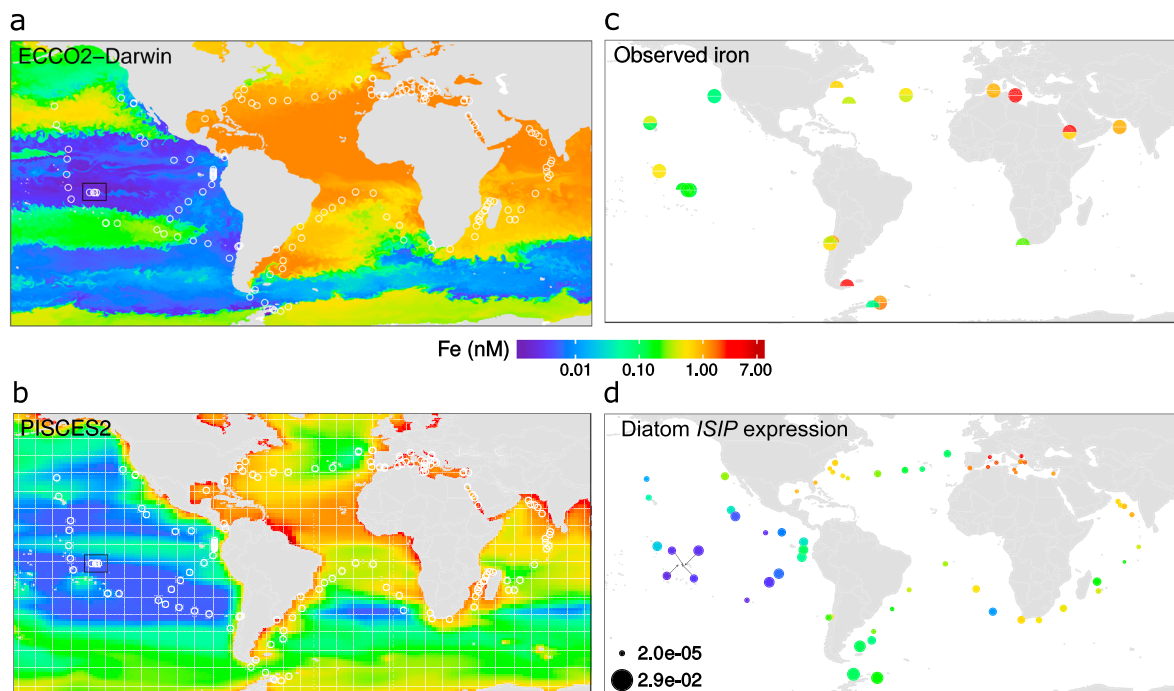 a
ECCO2–Darwin
c
Observed iron
Fe (nM)
0.01 0.10 1.00 7.00
b
PISCES2
d
Diatom ISIP expression
2.0e-05
2.9e-02